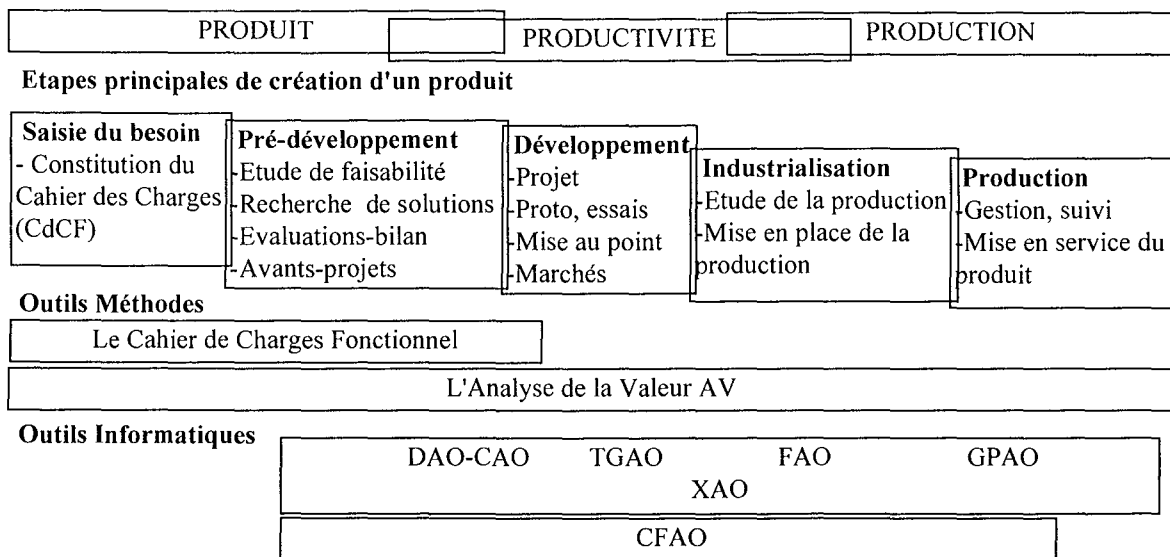 PRODUIT
PRODUCTIVITE
PRODUCTION
Etapes principales de création d'un produit
Saisie du besoin
- Constitution du
Cahier des Charges
(CdCF)
Pré-développement
-Etude de faisabilité
-Recherche de solutions
-Evaluations-bilan
-Avants-projets
Développement
-Projet
-Proto, essais
-Mise au point
-Marchés
Industrialisation
-Etude de la production
-Mise en place de la
production
Production
-Gestion, suivi
-Mise en service du
produit
Outils Méthodes
Le Cahier de Charges Fonctionnel
L'Analyse de la Valeur AV
Outils Informatiques
DAO-CAO TGAO FAO GPAO
XAO
CFAO